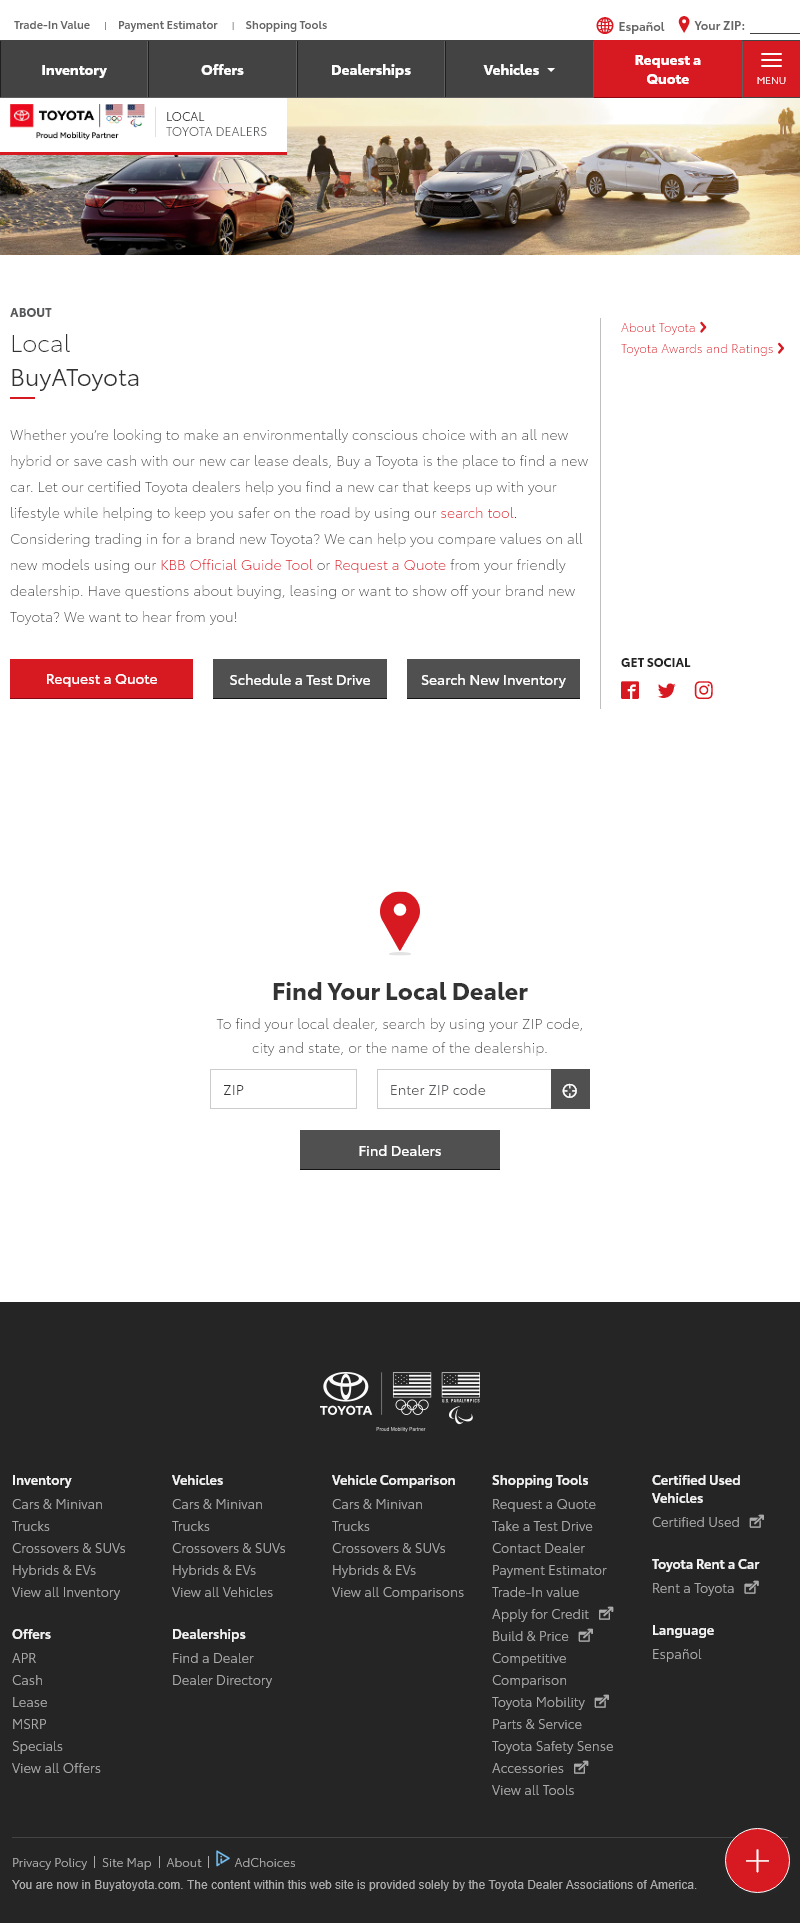 Trade-In Value | Payment Estimator | Shopping Tools
Español Your ZIP:
Inventory Offers Dealerships Vehicles Request a Quote MENU
TOYOTA
Proud Mobility Partner
LOCAL
TOYOTA DEALERS
ABOUT
Local
BuyAToyota
Whether you're looking to make an environmentally conscious choice with an all new
hybrid or save cash with our new car lease deals, Buy a Toyota is the place to find a new
car. Let our certified Toyota dealers help you find a new car that keeps up with your
lifestyle while helping to keep you safer on the road by using our search tool.
Considering trading in for a brand new Toyota? We can help you compare values on all
new models using our KBB Official Guide Tool or Request a Quote from your friendly
dealership. Have questions about buying, leasing or want to show off your brand new
Toyota? We want to hear from you!
Request a Quote Schedule a Test Drive Search New Inventory
About Toyota
Toyota Awards and Ratings
GET SOCIAL
Find Your Local Dealer
To find your local dealer, search by using your ZIP code,
city and state, or the name of the dealership.
ZIP Enter ZIP code
Find Dealers
TOYOTA
U.S. PARALYMPICS
Proud Mobility Partner
Inventory
Cars & Minivan
Trucks
Crossovers & SUVs
Hybrids & EVs
View all Inventory
Offers
APR
Cash
Lease
MSRP
Specials
View all Offers
Vehicles
Cars & Minivan
Trucks
Crossovers & SUVs
Hybrids & EVs
View all Vehicles
Dealerships
Find a Dealer
Dealer Directory
Vehicle Comparison
Cars & Minivan
Trucks
Crossovers & SUVs
Hybrids & EVs
View all Comparisons
Shopping Tools
Request a Quote
Take a Test Drive
Contact Dealer
Payment Estimator
Trade-In value
Apply for Credit
Build & Price
Competitive
Comparison
Toyota Mobility
Parts & Service
Toyota Safety Sense
Accessories
View all Tools
Certified Used
Vehicles
Certified Used
Toyota Rent a Car
Rent a Toyota
Language
Español
Privacy Policy | Site Map | About | AdChoices
You are now in Buyatoyota.com. The content within this web site is provided solely by the Toyota Dealer Associations of America.